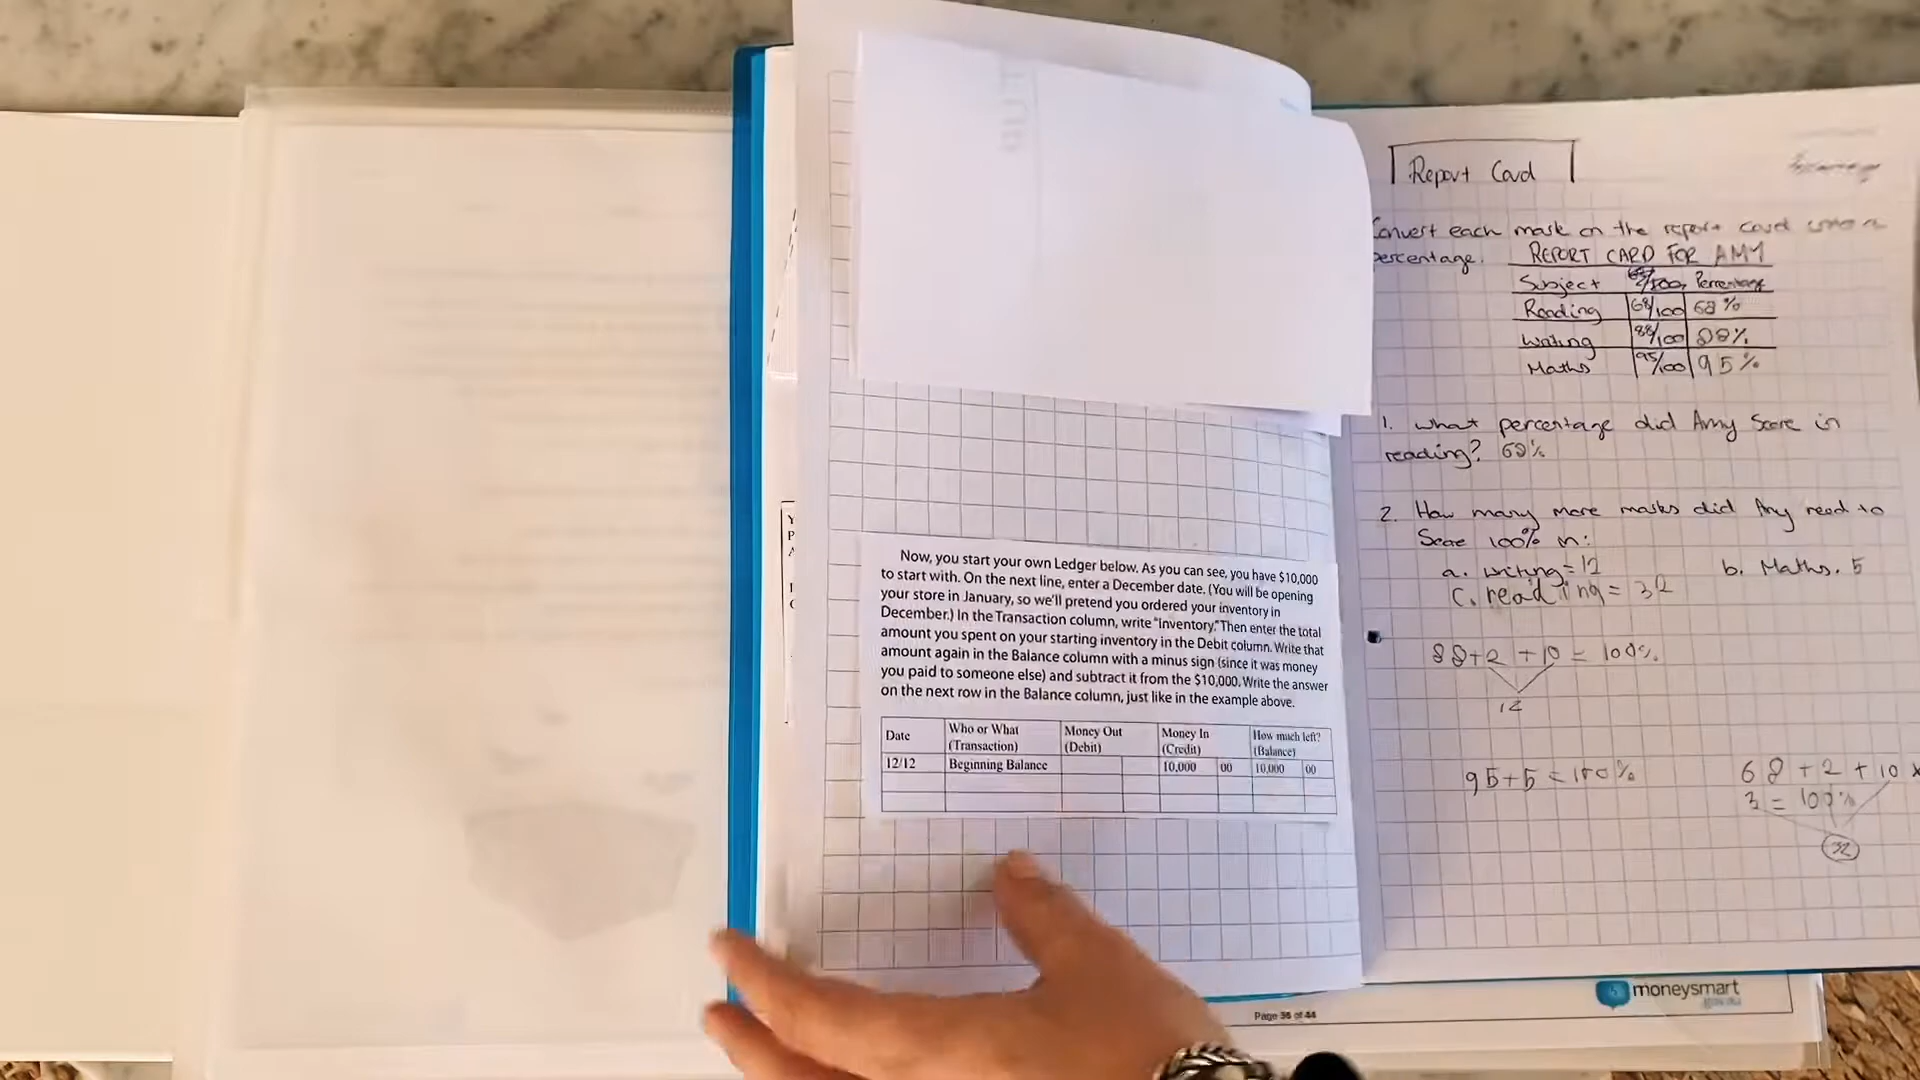 Now, you start your own Ledger below. As you can see, you have $10,000
to start with. On the next line, enter a December date. (You will be opening
your store in January, so we'll pretend you ordered your inventory in
December.) In the Transaction column, write "Inventory." Then enter the total
amount you spent on your starting inventory in the Debit column. Write that
amount again in the Balance column with a minus sign (since it was money
you paid to someone else) and subtract it from the $10,000. Write the answer
on the next row in the Balance column, just like in the example above.
Date Who or What (Transaction) Money Out (Debit) Money In (Credit) How much left? (Balance)
12/12 Beginning Balance 10,000 00 10,000 00
Report Card
Convert each mark on the report card
percentage. REPORT CARD FOR AMY
Subject /100 Percentage
Reading 68/100 68%
Writing 88/100 88%
Maths 95/100 95%
1. What percentage did Amy Score in
reading? 68%
2. How many more marks did Amy need to
Score 100% in:
a. writing = 12 b. Maths. 5
c. reading = 32
88+2 +10 = 100%
12
95+5 = 100%
68 +2 +10 x
3 = 100%
32
moneysmart
gov.au
Page 36 of 44